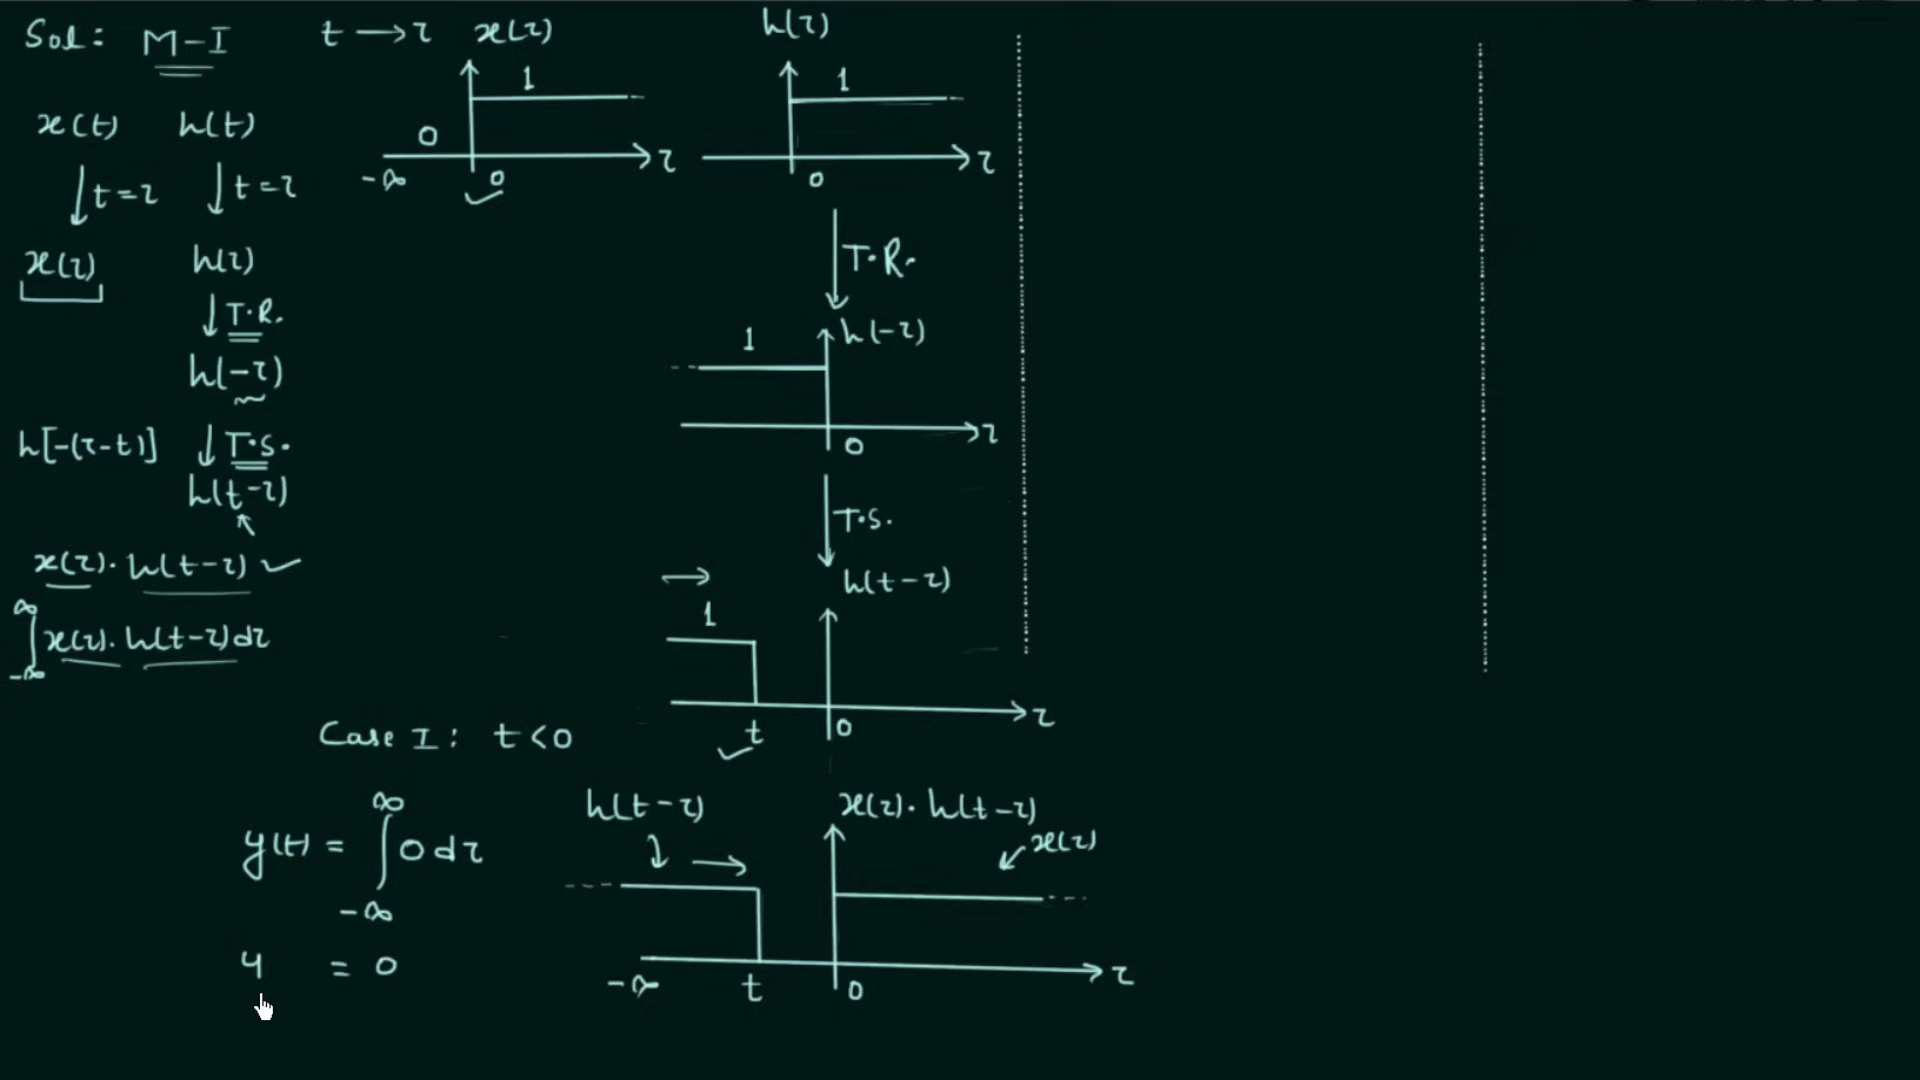 Sol: M-I t → τ x(τ) h(τ)
1 1
x(t) h(t)
0
τ τ
-∞ 0 0
t=τ t=τ
x(τ) h(τ)
T.R.
T.R.
h(-τ)
1 h(-τ)
h[-(τ-t)] T.S.
τ
0
h(t-τ)
T.S.
x(τ). h(t-τ) ✓
→ h(t-τ)
1
∞
∫ x(τ). h(t-τ)dτ
-∞
τ
t 0
Case I: t<0
h(t-τ) x(τ). h(t-τ)
x(τ)
∞
y(t) = ∫ 0 dτ
-∞
τ
-∞ t 0
y = 0